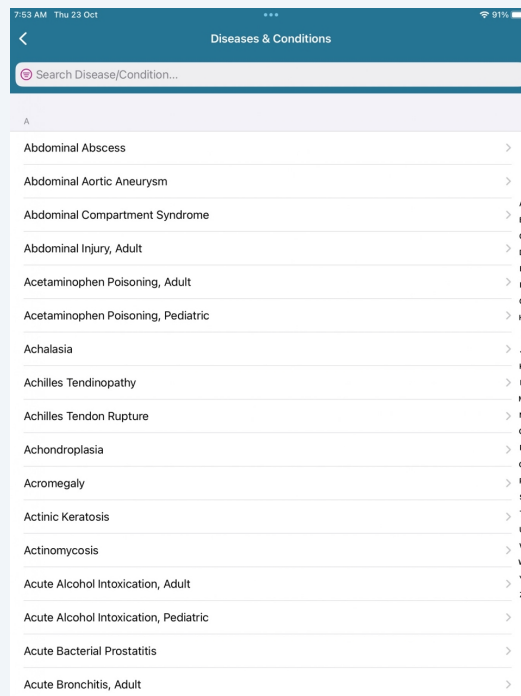 7:53 AM Thu 23 Oct
91%
Diseases & Conditions
Search Disease/Condition...
A
Abdominal Abscess
Abdominal Aortic Aneurysm
Abdominal Compartment Syndrome
Abdominal Injury, Adult
Acetaminophen Poisoning, Adult
Acetaminophen Poisoning, Pediatric
Achalasia
Achilles Tendinopathy
Achilles Tendon Rupture
Achondroplasia
Acromegaly
Actinic Keratosis
Actinomycosis
Acute Alcohol Intoxication, Adult
Acute Alcohol Intoxication, Pediatric
Acute Bacterial Prostatitis
Acute Bronchitis, Adult